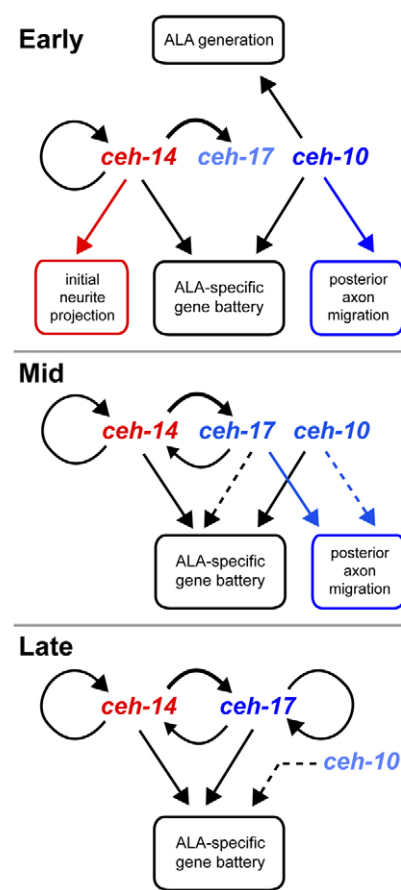 Early
ALA generation
ceh-14 ceh-17 ceh-10
initial
neurite
projection
ALA-specific
gene battery
posterior
axon
migration
Mid
ceh-14 ceh-17 ceh-10
ALA-specific
gene battery
posterior
axon
migration
Late
ceh-14 ceh-17
ceh-10
ALA-specific
gene battery